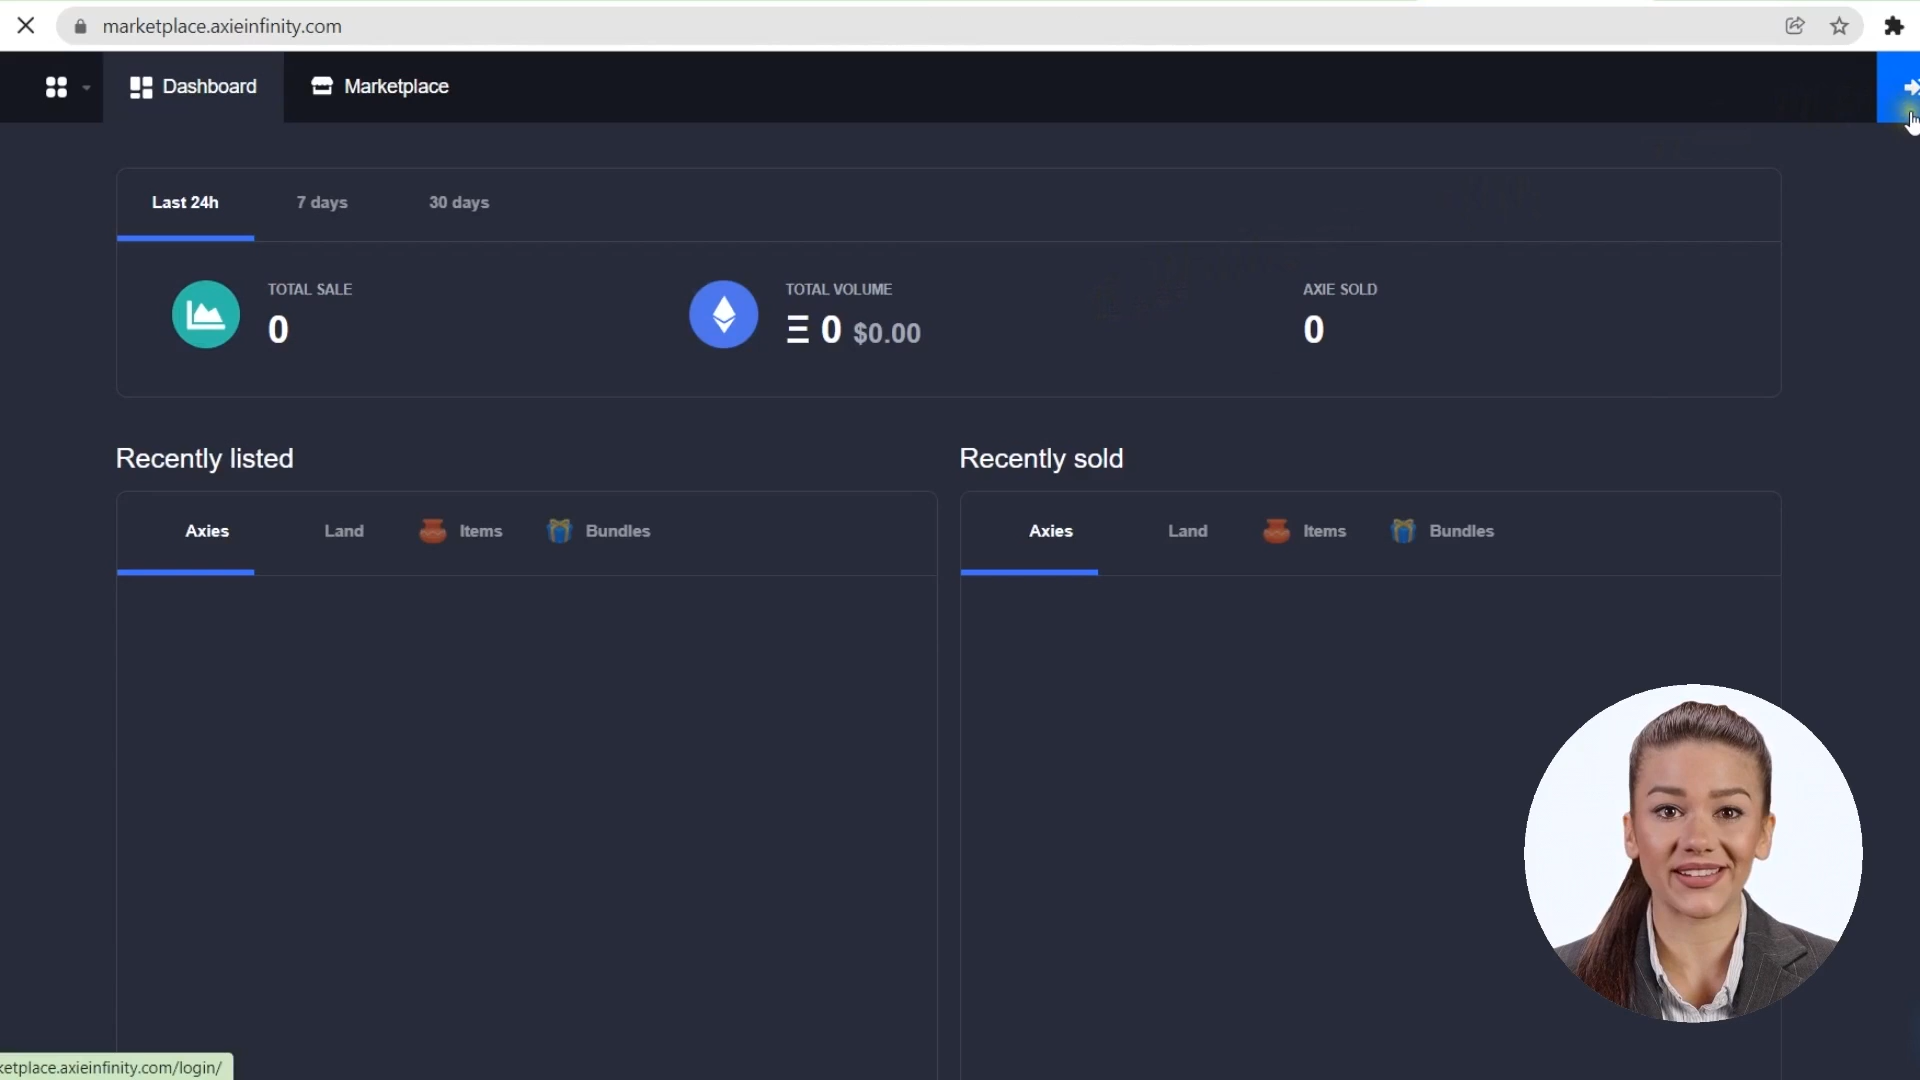 marketplace.axieinfinity.com
Dashboard
Marketplace
Last 24h
7 days
30 days
TOTAL SALE
0
TOTAL VOLUME
Ξ 0 $0.00
AXIE SOLD
0
Recently listed
Axies
Land
Items
Bundles
Recently sold
Axies
Land
Items
Bundles
ketplace.axieinfinity.com/login/